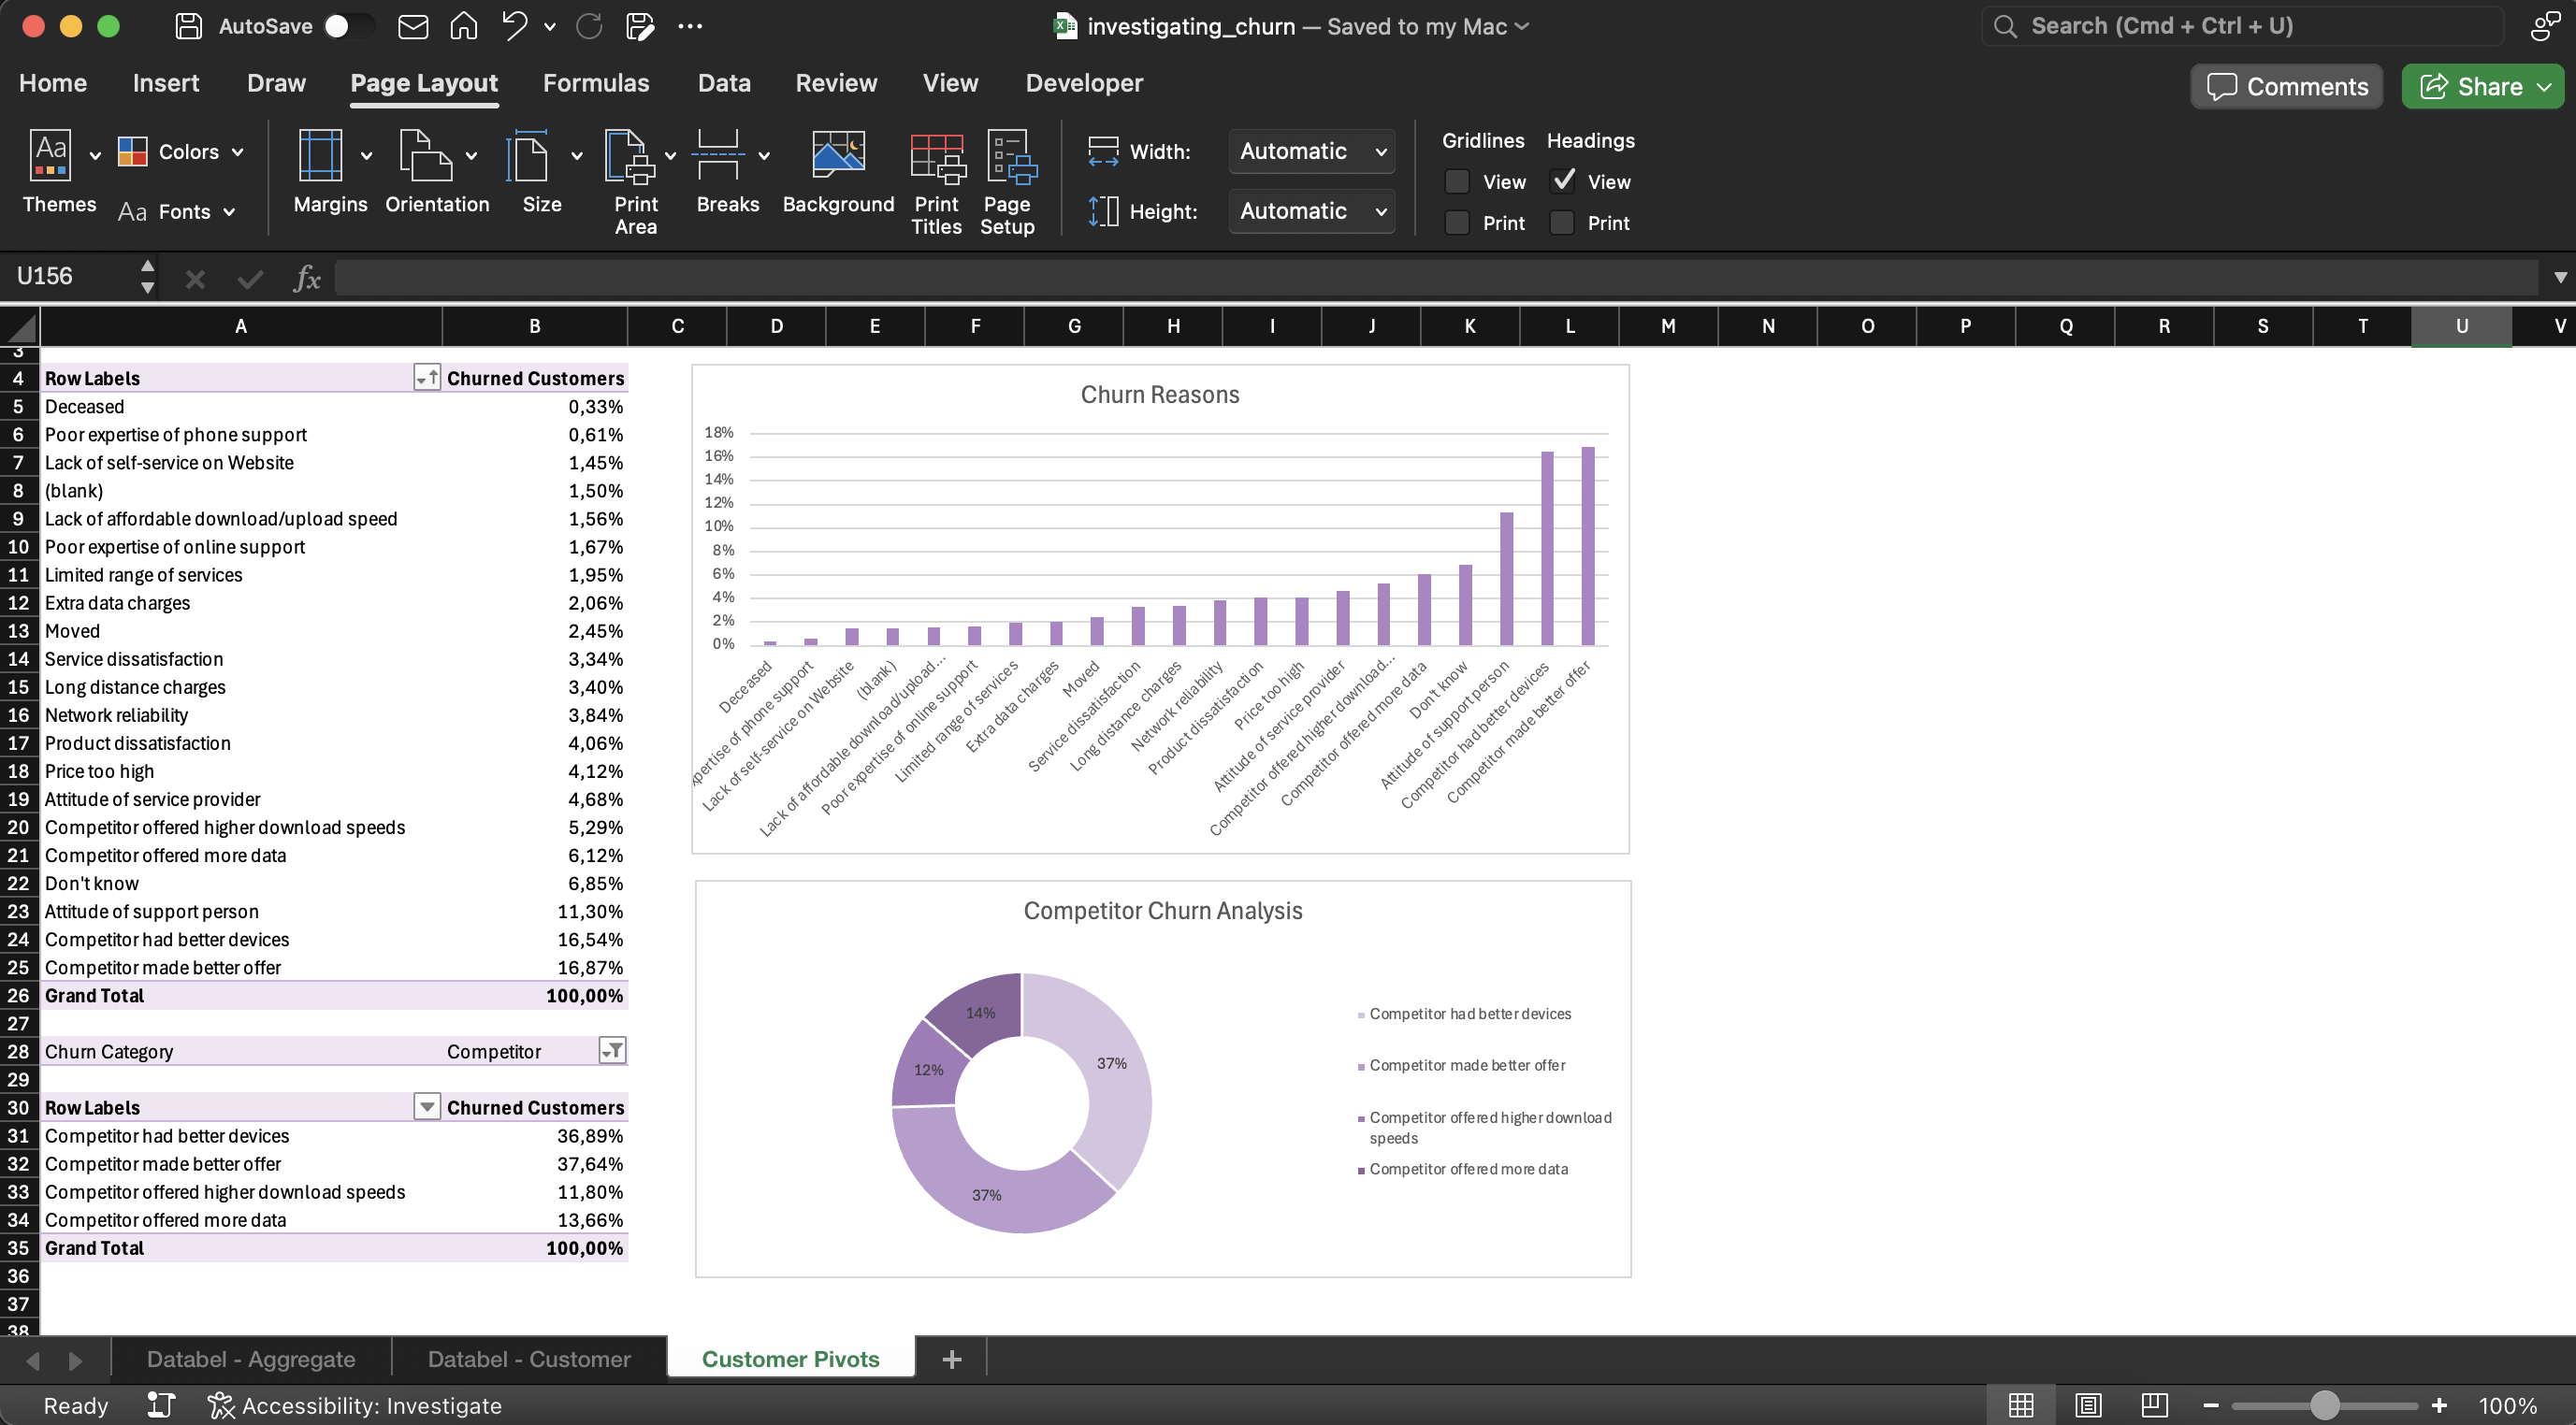 AutoSave
investigating_churn — Saved to my Mac
Search (Cmd + Ctrl + U)
Home Insert Draw Page Layout Formulas Data Review View Developer
Comments
Share
Aa
Themes
Colors
Aa Fonts
Margins
Orientation
Size
Print Area
Breaks
Background
Print Titles
Page Setup
Width: Automatic
Height: Automatic
Gridlines Headings
View View
Print Print
U156
fx
A B C D E F G H I J K L M N O P Q R S T U V
3
4 Row Labels Churned Customers
5 Deceased 0,33%
6 Poor expertise of phone support 0,61%
7 Lack of self-service on Website 1,45%
8 (blank) 1,50%
9 Lack of affordable download/upload speed 1,56%
10 Poor expertise of online support 1,67%
11 Limited range of services 1,95%
12 Extra data charges 2,06%
13 Moved 2,45%
14 Service dissatisfaction 3,34%
15 Long distance charges 3,40%
16 Network reliability 3,84%
17 Product dissatisfaction 4,06%
18 Price too high 4,12%
19 Attitude of service provider 4,68%
20 Competitor offered higher download speeds 5,29%
21 Competitor offered more data 6,12%
22 Don't know 6,85%
23 Attitude of support person 11,30%
24 Competitor had better devices 16,54%
25 Competitor made better offer 16,87%
26 Grand Total 100,00%
27
28 Churn Category Competitor
29
30 Row Labels Churned Customers
31 Competitor had better devices 36,89%
32 Competitor made better offer 37,64%
33 Competitor offered higher download speeds 11,80%
34 Competitor offered more data 13,66%
35 Grand Total 100,00%
36
37
38
Churn Reasons
18%
16%
14%
12%
10%
8%
6%
4%
2%
0%
Deceased
xpertise of phone support
Lack of self-service on Website
(blank)
Lack of affordable download/upload...
Poor expertise of online support
Limited range of services
Extra data charges
Moved
Service dissatisfaction
Long distance charges
Network reliability
Product dissatisfaction
Price too high
Attitude of service provider
Competitor offered higher download...
Competitor offered more data
Don't know
Attitude of support person
Competitor had better devices
Competitor made better offer
Competitor Churn Analysis
14%
37%
12%
37%
Competitor had better devices
Competitor made better offer
Competitor offered higher download
speeds
Competitor offered more data
Databel - Aggregate Databel - Customer Customer Pivots +
Ready
Accessibility: Investigate
100%